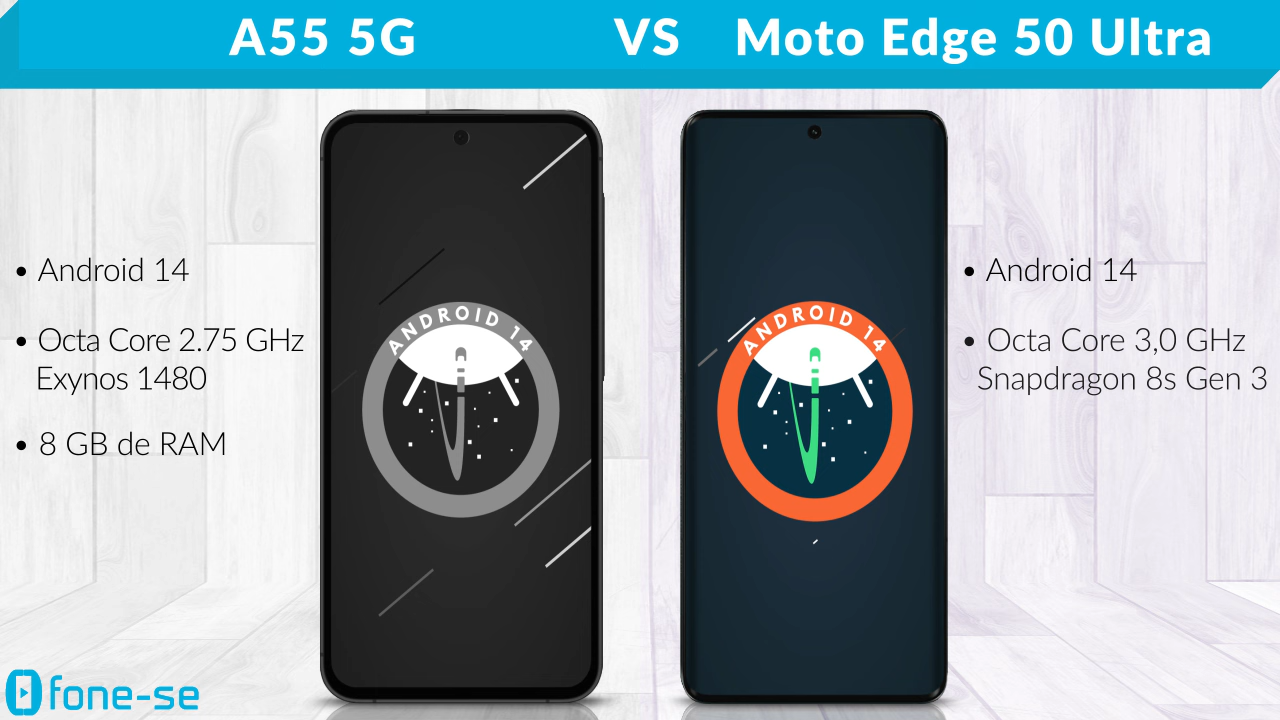 A55 5G VS Moto Edge 50 Ultra
• Android 14
• Octa Core 2.75 GHz
Exynos 1480
• 8 GB de RAM
ANDROID 14
ANDROID 14
• Android 14
• Octa Core 3,0 GHz
Snapdragon 8s Gen 3
fone-se